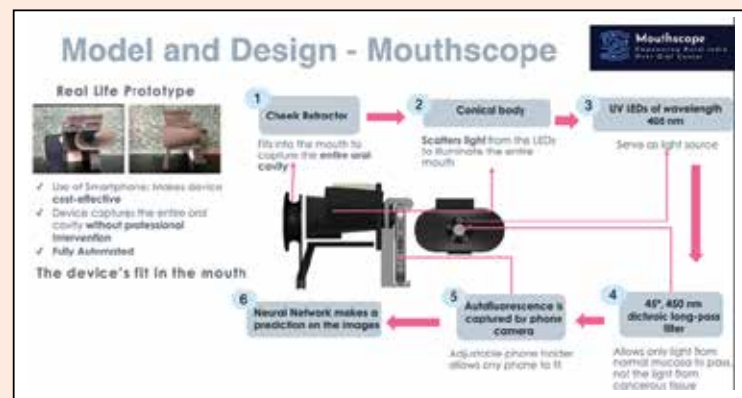 Model and Design - Mouthscope
Mouthscope
Empowering Rural India
Over Oral Cancer
Real Life Prototype
✓ Use of Smartphone: Makes device
cost-effective
✓ Device captures the entire oral
cavity without professional
intervention
✓ Fully Automated
The device's fit in the mouth
1
Cheek Retractor
Fits into the mouth to
capture the entire oral
cavity
2
Conical body
Scatters light from the LEDs
to illuminate the entire
mouth
3
UV LEDs of wavelength
405 nm
Serve as light source
4
45°, 450 nm
dichroic long-pass
filter
Allows only light from
normal mucosa to pass,
not the light from
cancerous tissue
5
Autofluorescence is
captured by phone
camera
Adjustable phone holder
allows any phone to fit
6
Neural Network makes a
prediction on the images